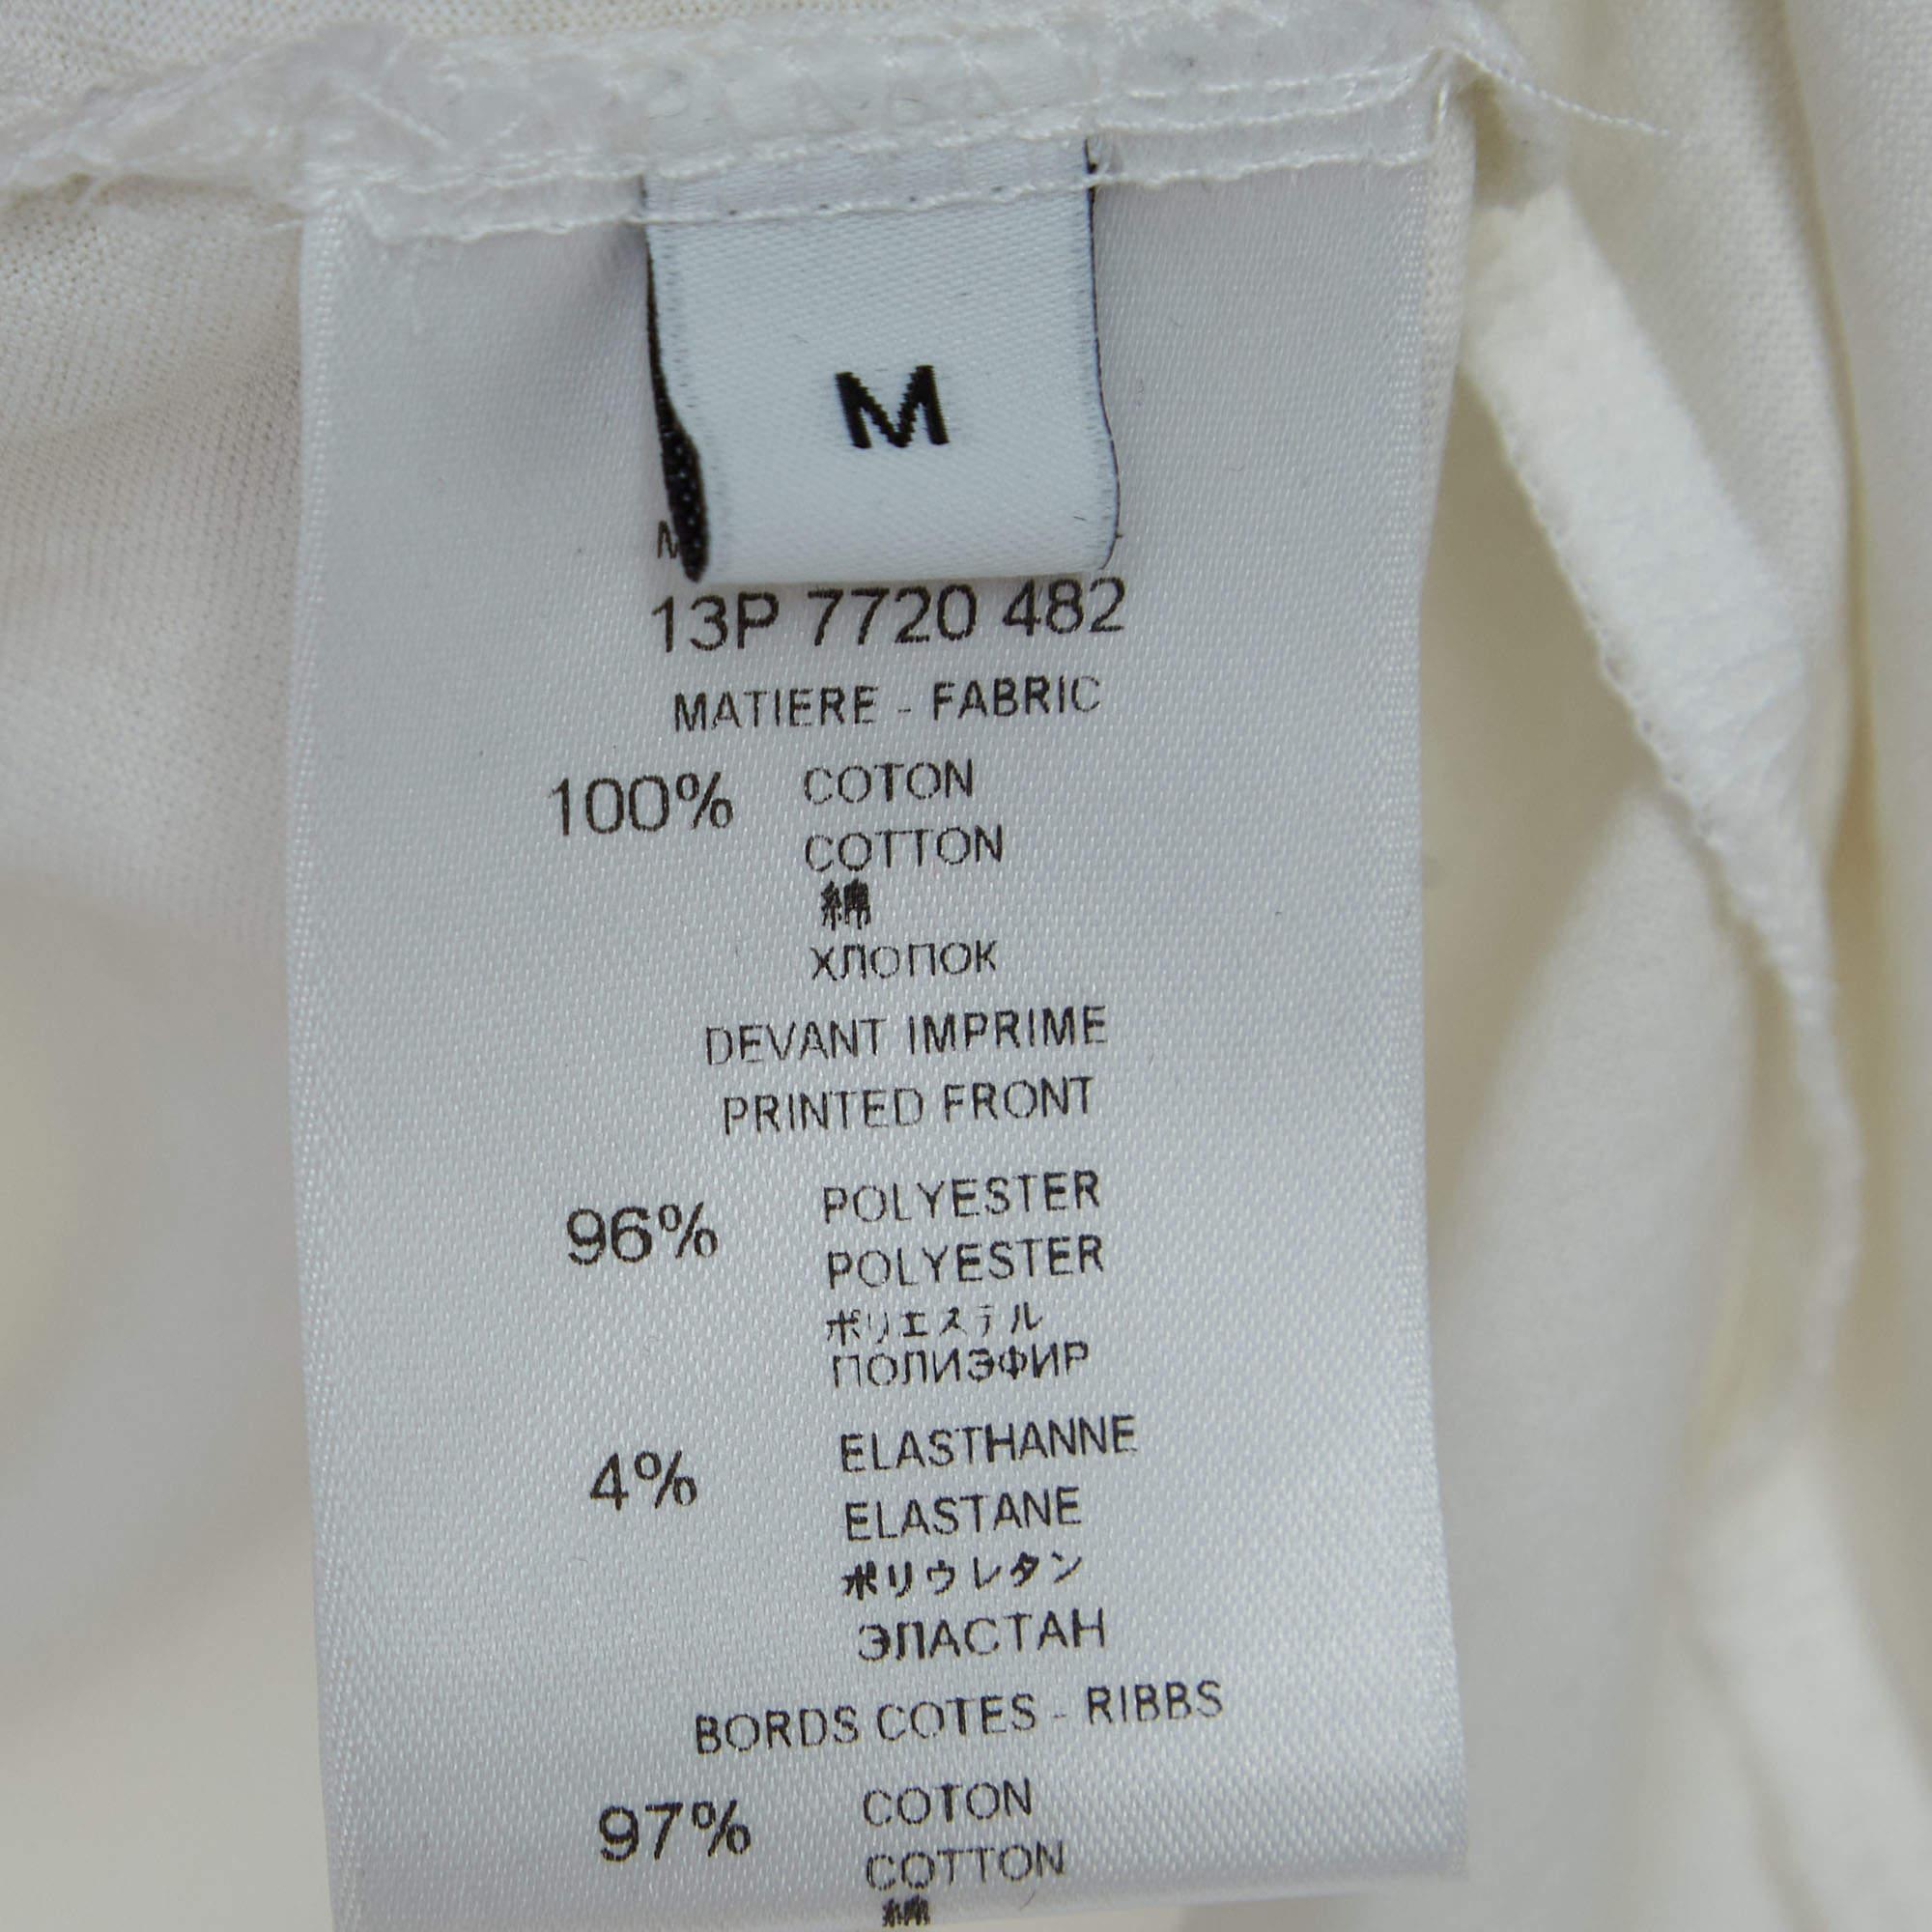 M
13P 7720 482
MATIERE - FABRIC
100% COTON
COTTON
綿
ХЛОПОК
DEVANT IMPRIME
PRINTED FRONT
96% POLYESTER
POLYESTER
ポリエステル
ПОЛИЭФИР
4% ELASTHANNE
ELASTANE
ポリウレタン
ЭЛАСТАН
BORDS COTES - RIBBS
97% COTON
COTTON
綿